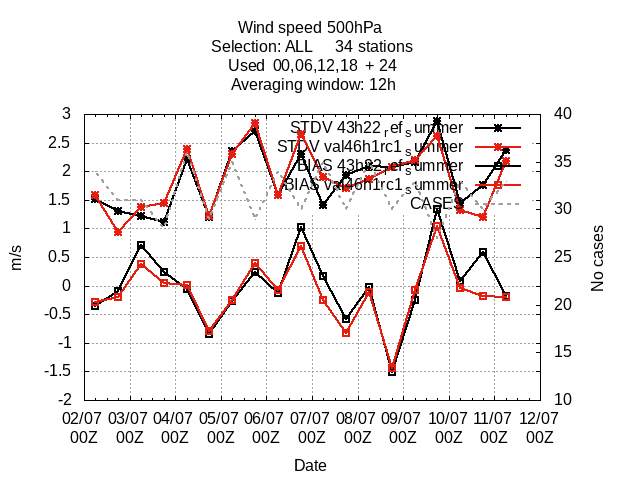 Wind speed 500hPa
Selection: ALL 34 stations
Used 00,06,12,18 + 24
Averaging window: 12h
STDV 43h22_ref_summer
STDV val46h1rc1_summer
BIAS 43h22_ref_summer
BIAS val46h1rc1_summer
CASES
3
2.5
2
1.5
1
0.5
0
-0.5
-1
-1.5
-2
m/s
40
35
30
25
20
15
10
No cases
02/07 03/07 04/07 05/07 06/07 07/07 08/07 09/07 10/07 11/07 12/07
00Z 00Z 00Z 00Z 00Z 00Z 00Z 00Z 00Z 00Z 00Z
Date